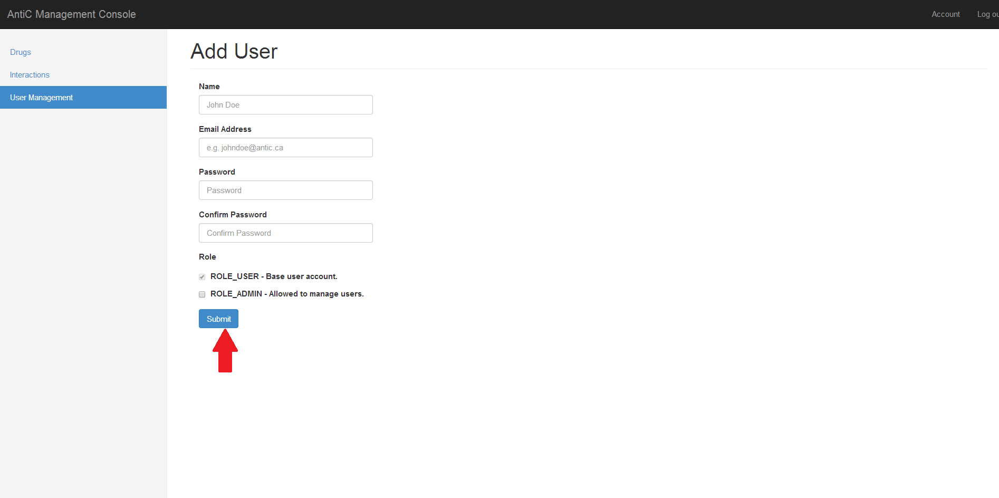 AntiC Management Console
Account
Log ou
Drugs
Interactions
User Management
Add User
Name
John Doe
Email Address
e.g. johndoe@antic.ca
Password
Password
Confirm Password
Confirm Password
Role
ROLE_USER - Base user account.
ROLE_ADMIN - Allowed to manage users.
Submit